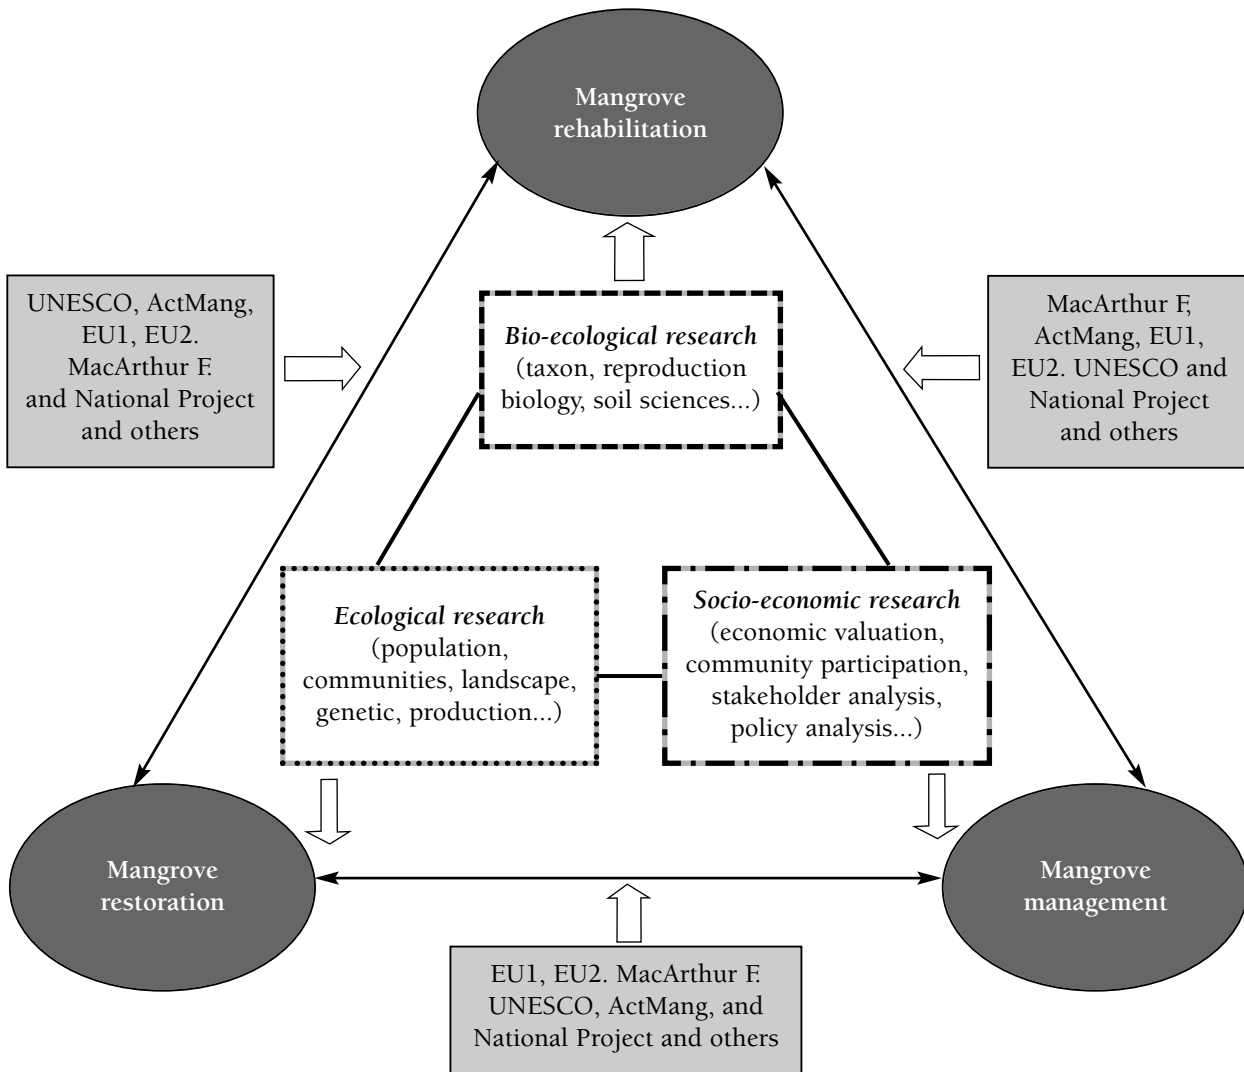 Mangrove
rehabilitation
UNESCO, ActMang,
EU1, EU2.
MacArthur F.
and National Project
and others
MacArthur F,
ActMang, EU1,
EU2. UNESCO and
National Project
and others
Bio-ecological research
(taxon, reproduction
biology, soil sciences...)
Ecological research
(population,
communities, landscape,
genetic, production...)
Socio-economic research
(economic valuation,
community participation,
stakeholder analysis,
policy analysis...)
Mangrove
restoration
Mangrove
management
EU1, EU2. MacArthur F.
UNESCO, ActMang, and
National Project and others